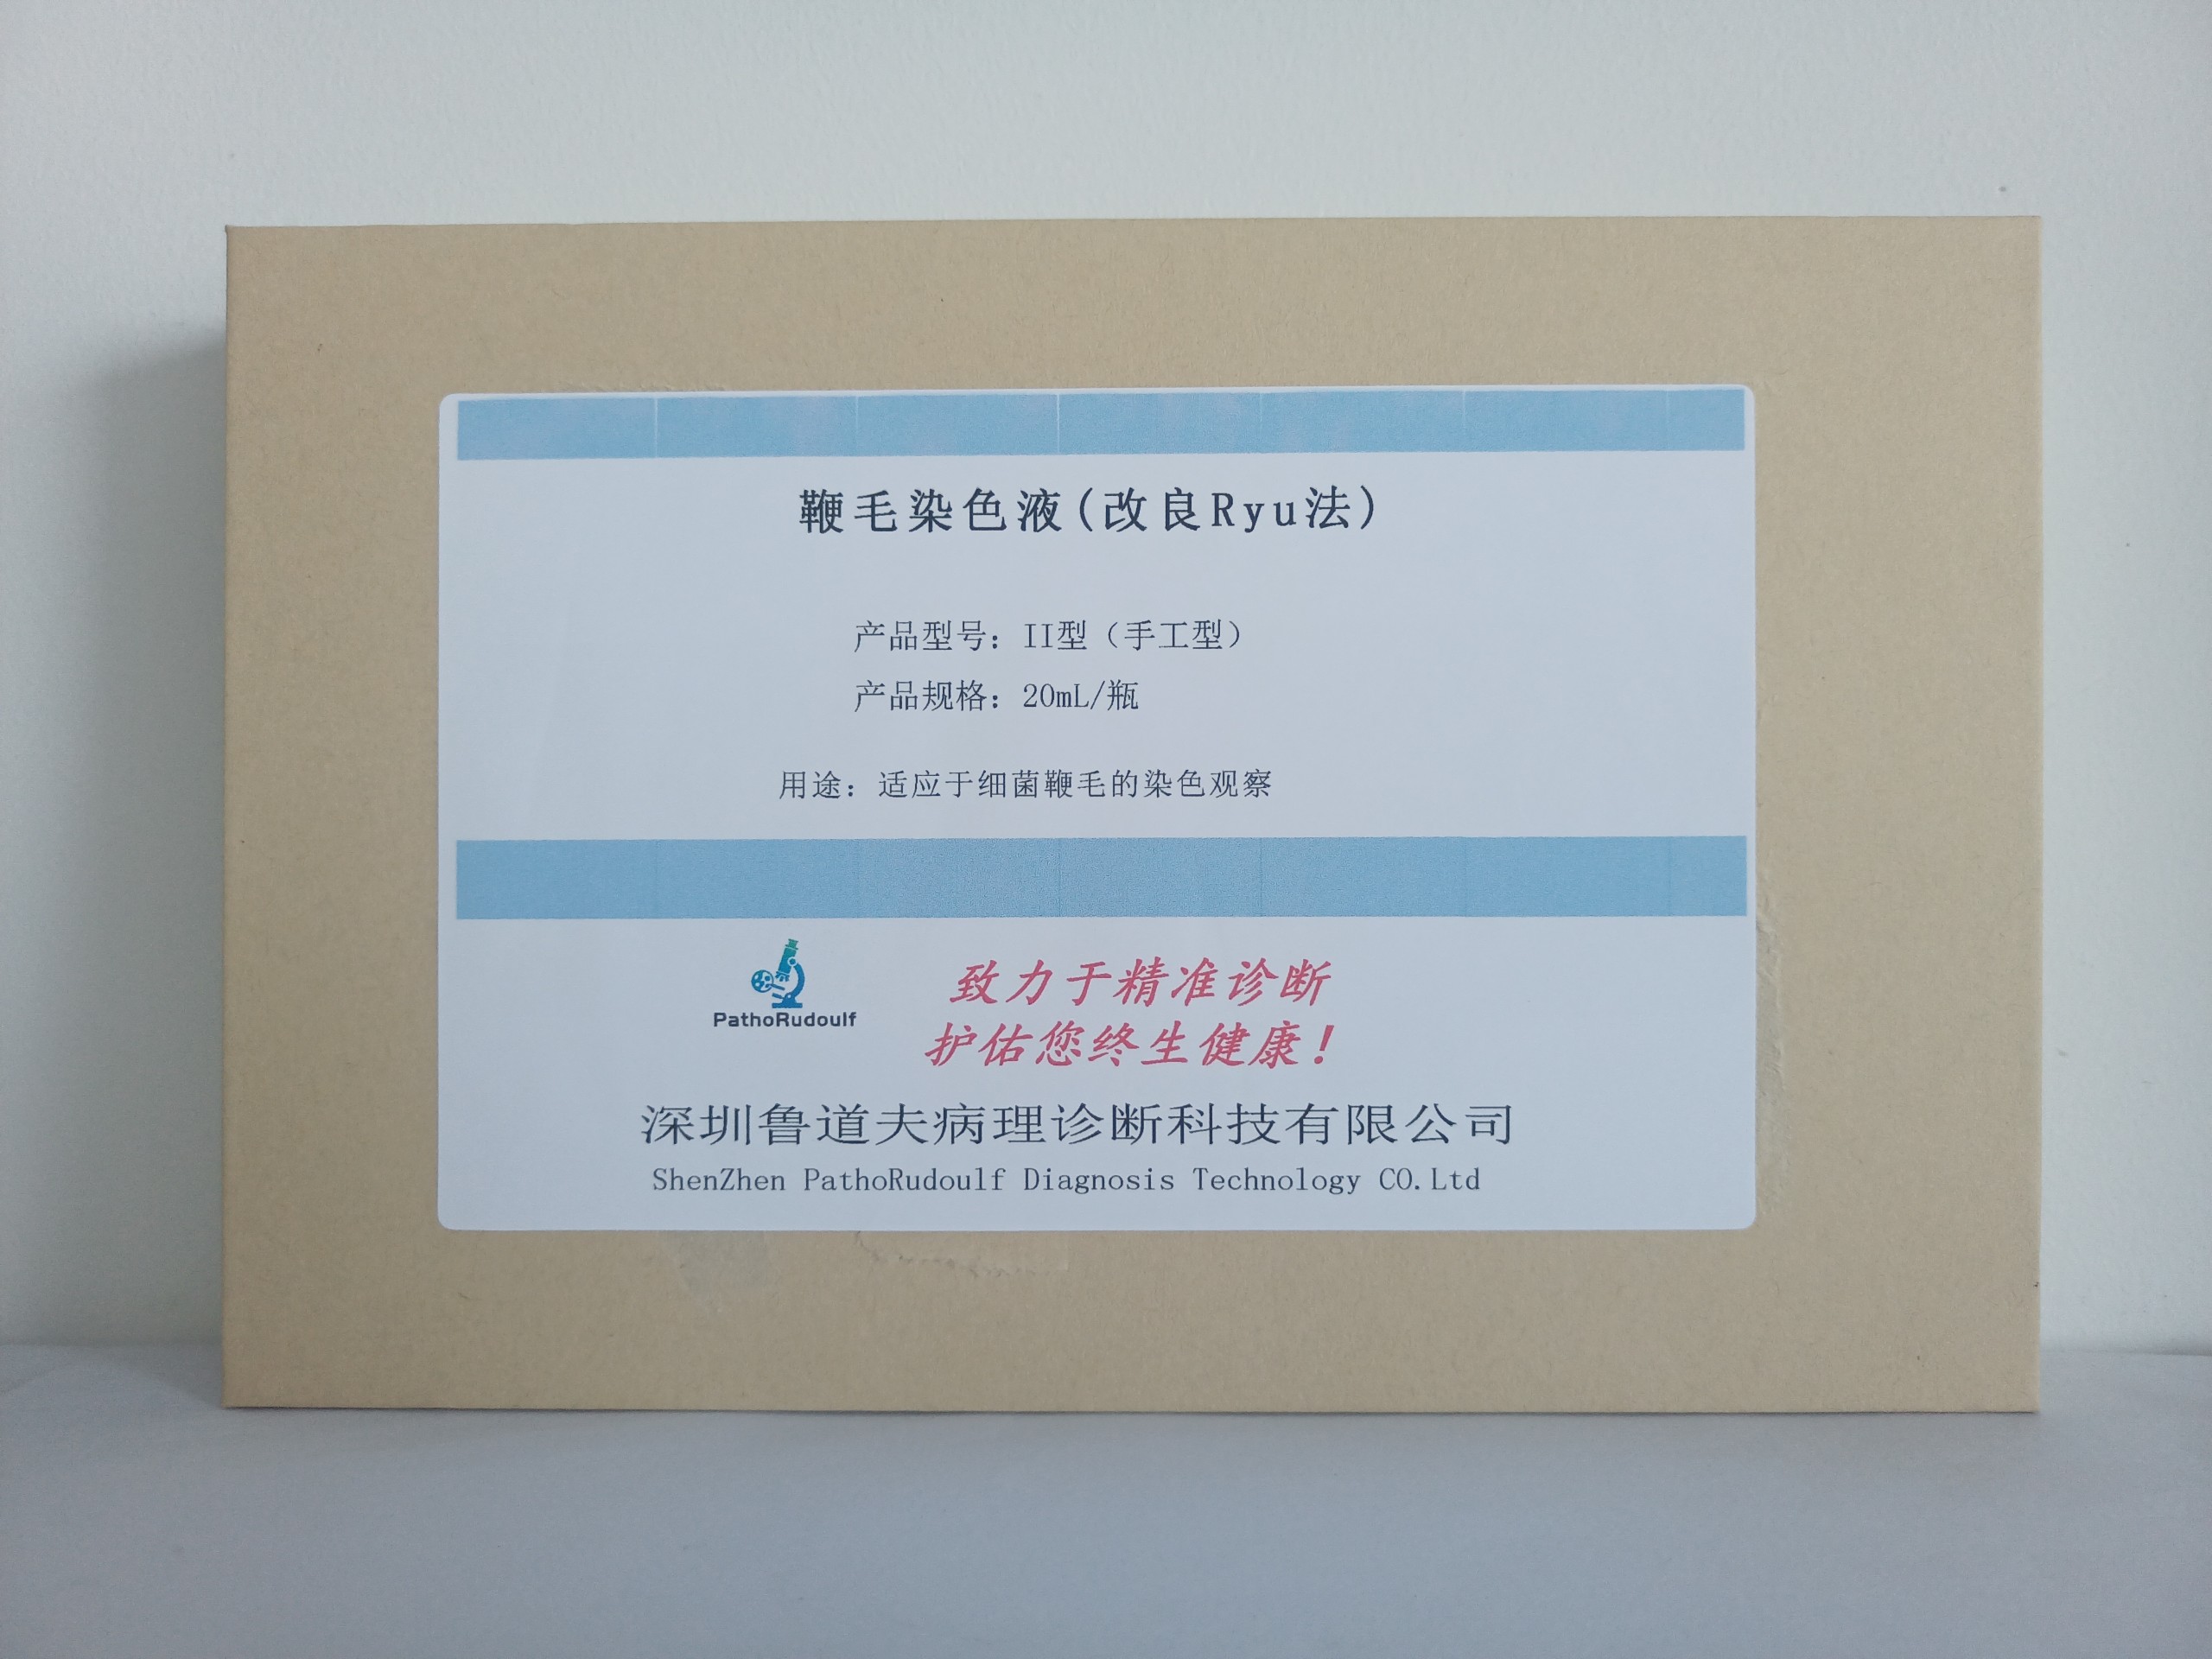 鞭毛染色液(改良Ryu法)
产品型号：II型（手工型）
产品规格：20mL/瓶
用途：适应于细菌鞭毛的染色观察
PathoRudoulf
致力于精准诊断
护佑您终生健康！
深圳鲁道夫病理诊断科技有限公司
ShenZhen PathoRudoulf Diagnosis Technology CO.Ltd